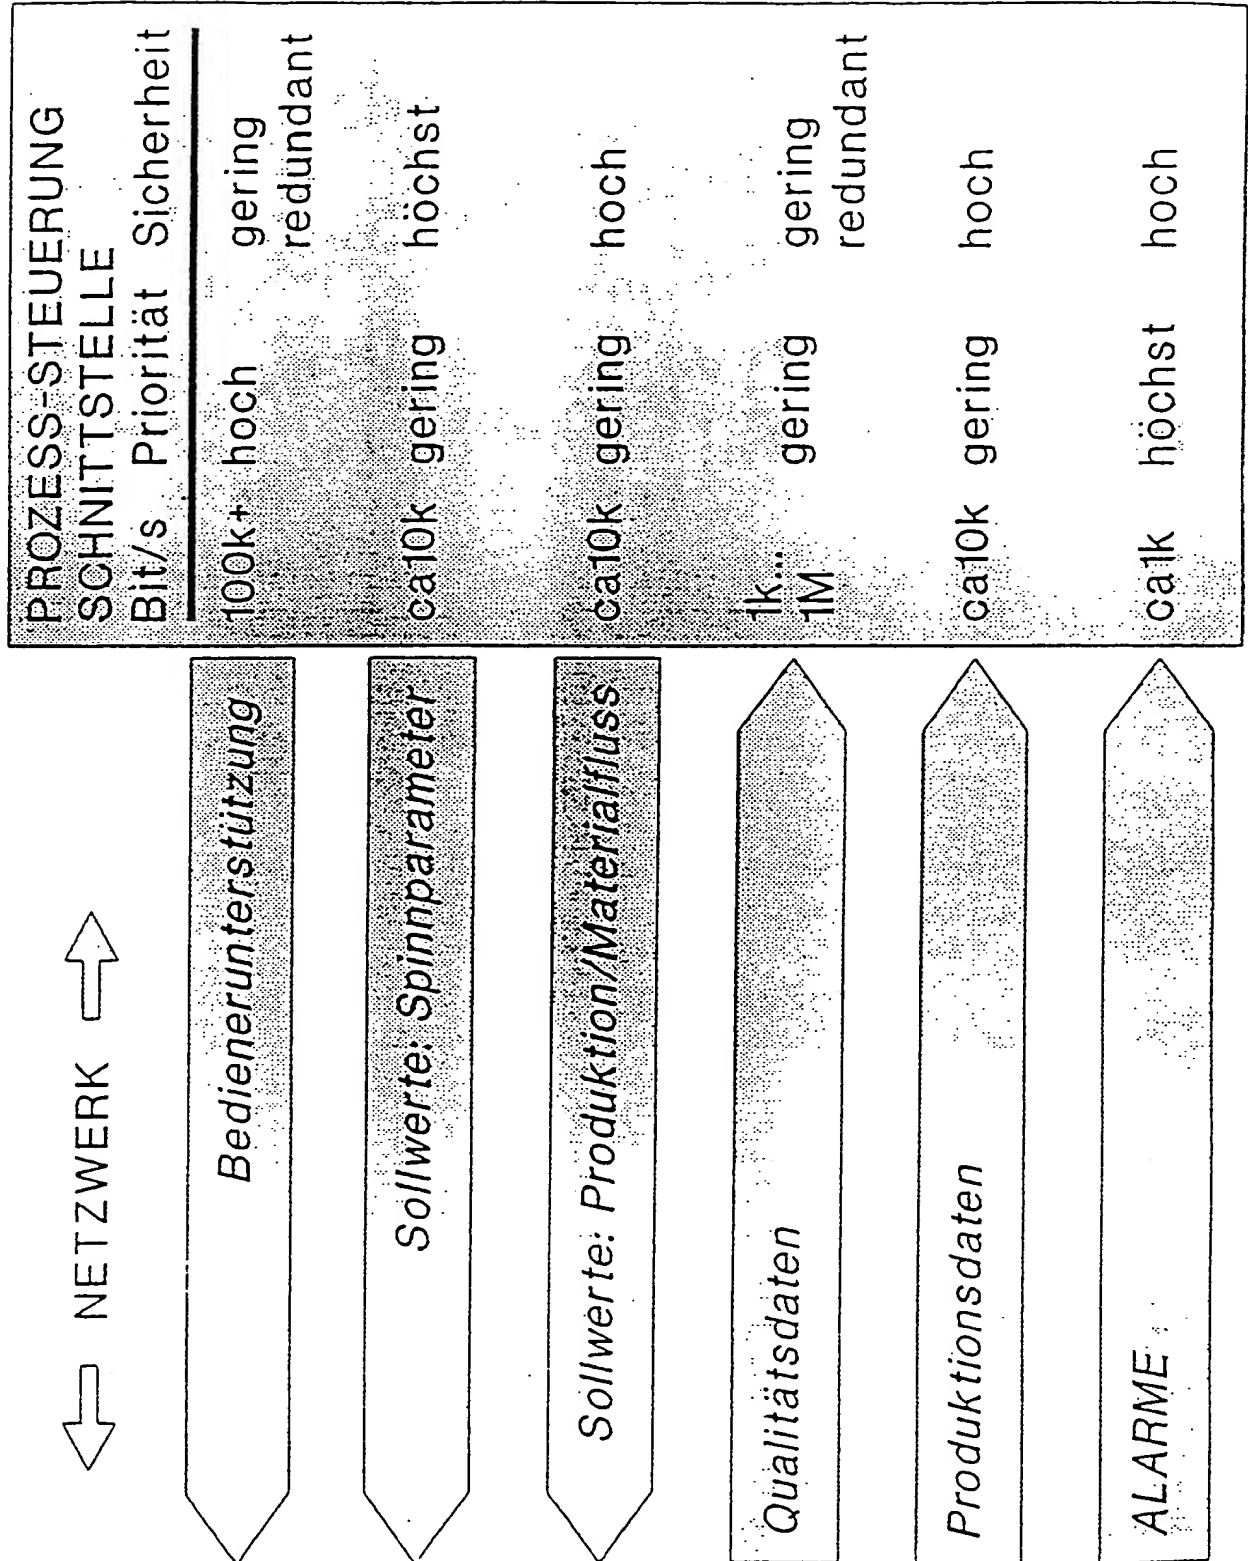 PROZESS-STEUERUNG
SCHNITTSTELLE
← NETZWERK →
Bit/s Priorität Sicherheit
Bedienerunterstützung 100k+ hoch gering
redundant
Sollwerte: Spinnparameter ca10k gering höchst
Sollwerte: Produktion/Materialfluss ca10k gering hoch
1k...
Qualitätsdaten 1M gering gering
redundant
Produktionsdaten ca10k gering hoch
ALARME ca1k höchst hoch